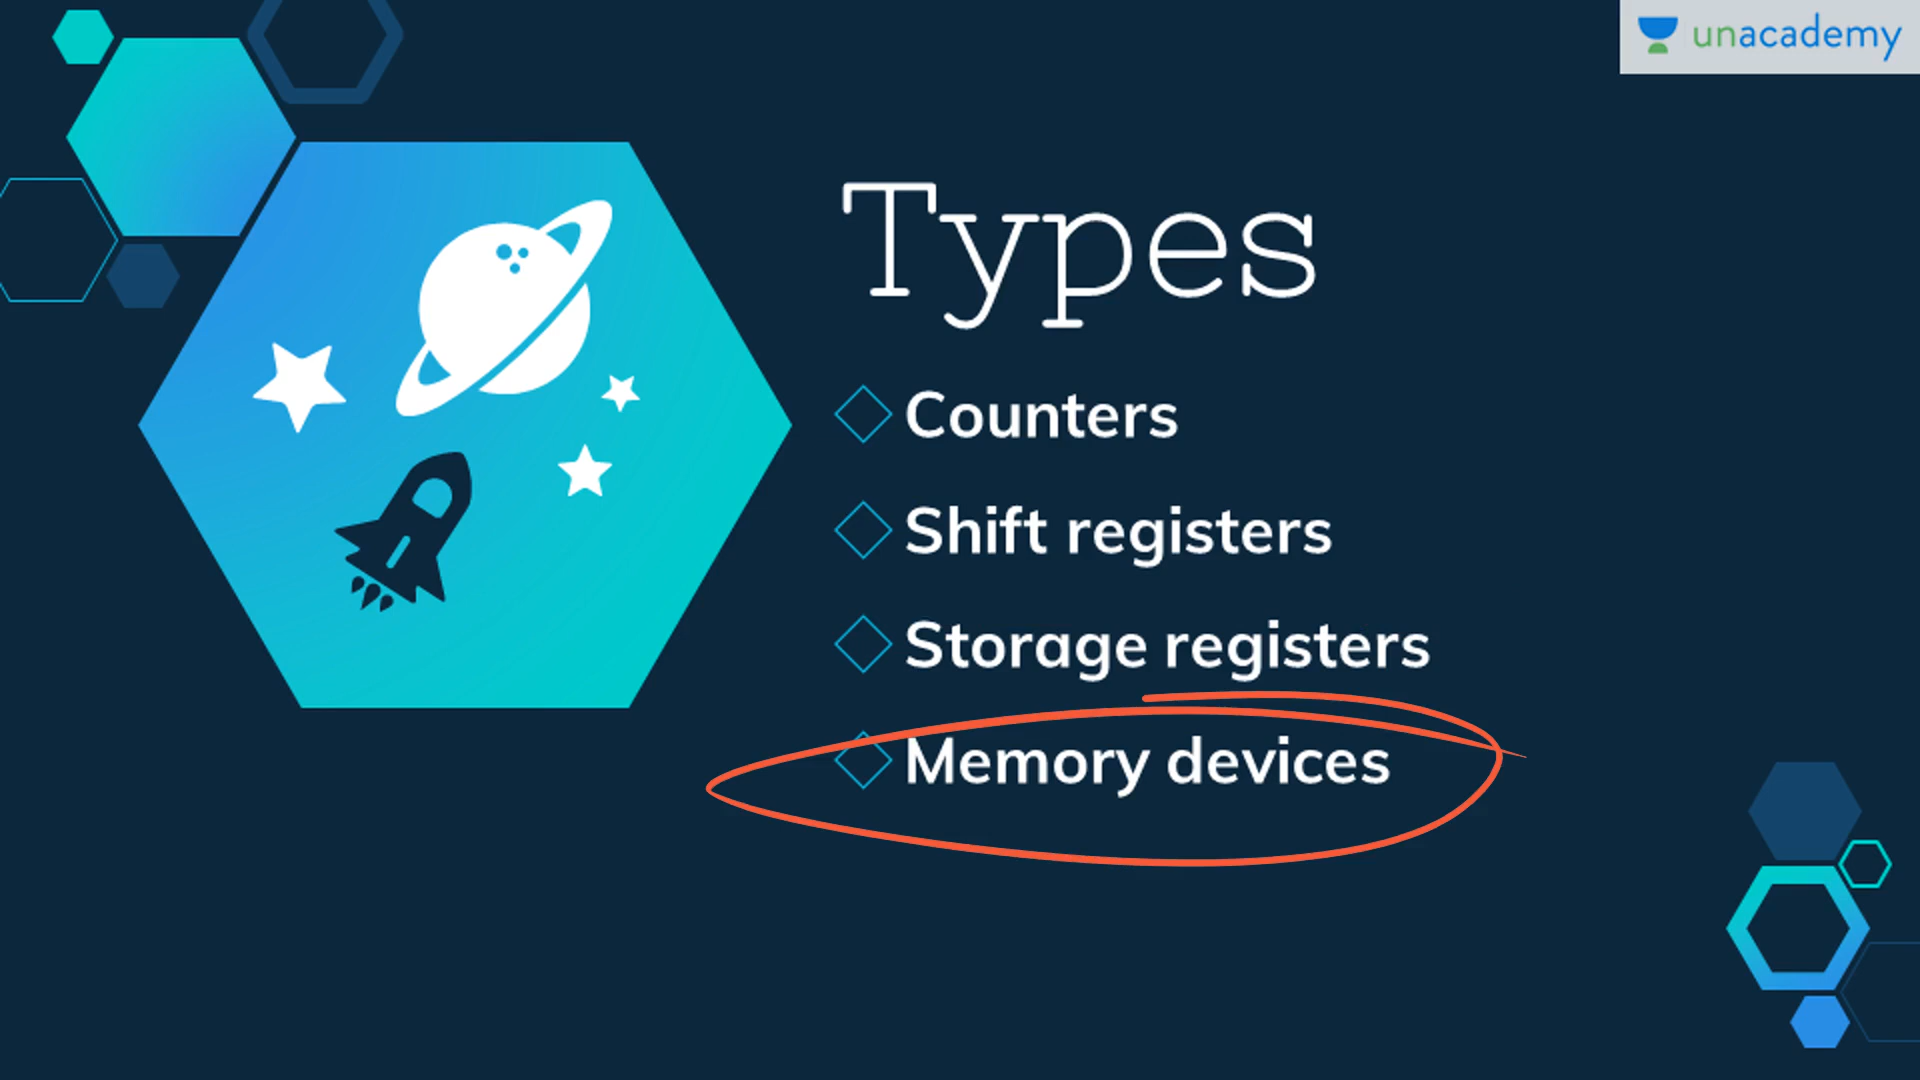 unacademy
Types
Counters
Shift registers
Storage registers
Memory devices